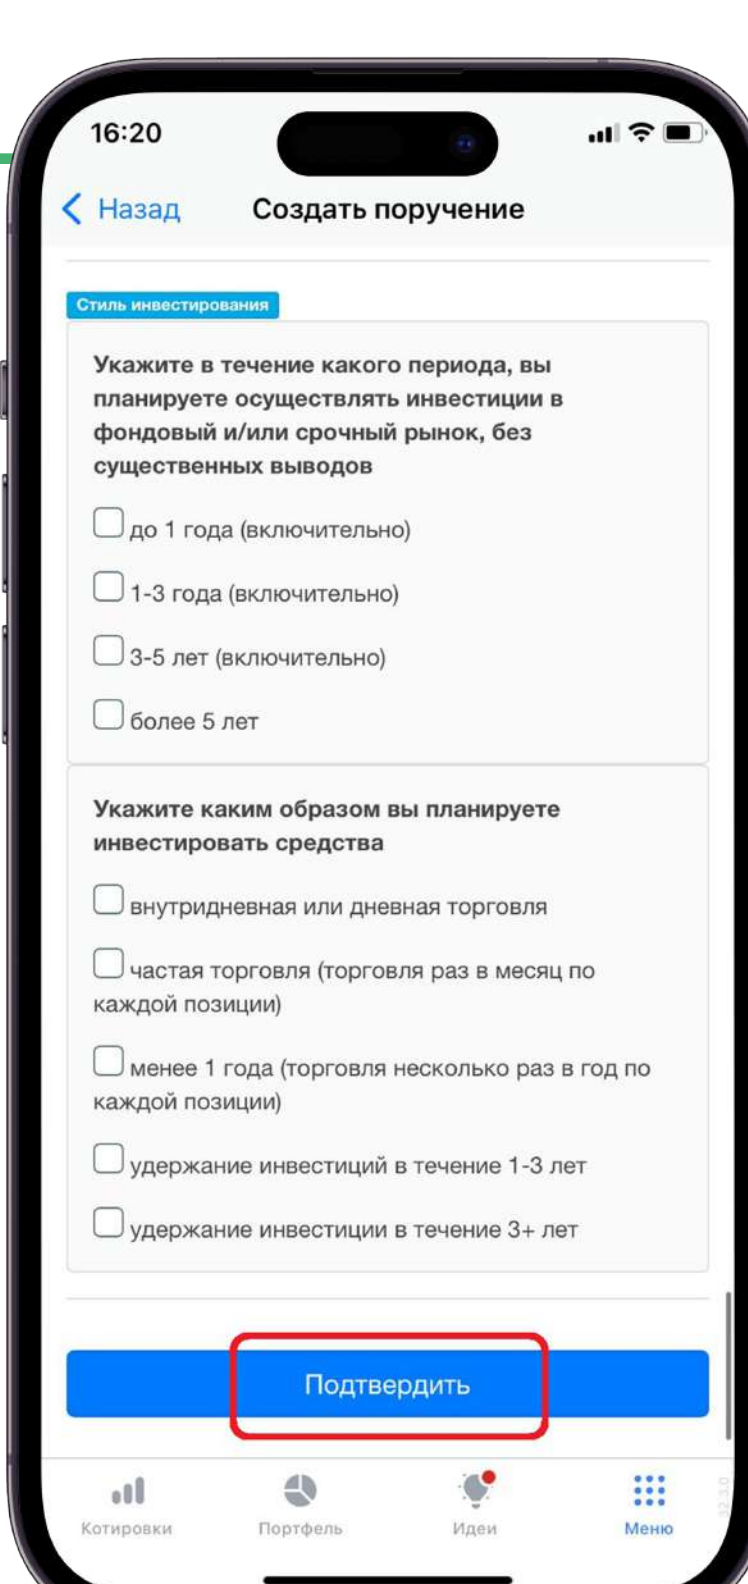 16:20
Назад
Создать поручение
Стиль инвестирования
Укажите в течение какого периода, вы
планируете осуществлять инвестиции в
фондовый и/или срочный рынок, без
существенных выводов
до 1 года (включительно)
1-3 года (включительно)
3-5 лет (включительно)
более 5 лет
Укажите каким образом вы планируете
инвестировать средства
внутридневная или дневная торговля
частая торговля (торговля раз в месяц по
каждой позиции)
менее 1 года (торговля несколько раз в год по
каждой позиции)
удержание инвестиций в течение 1-3 лет
удержание инвестиции в течение 3+ лет
Подтвердить
32.3.0
Котировки
Портфель
Идеи
Меню